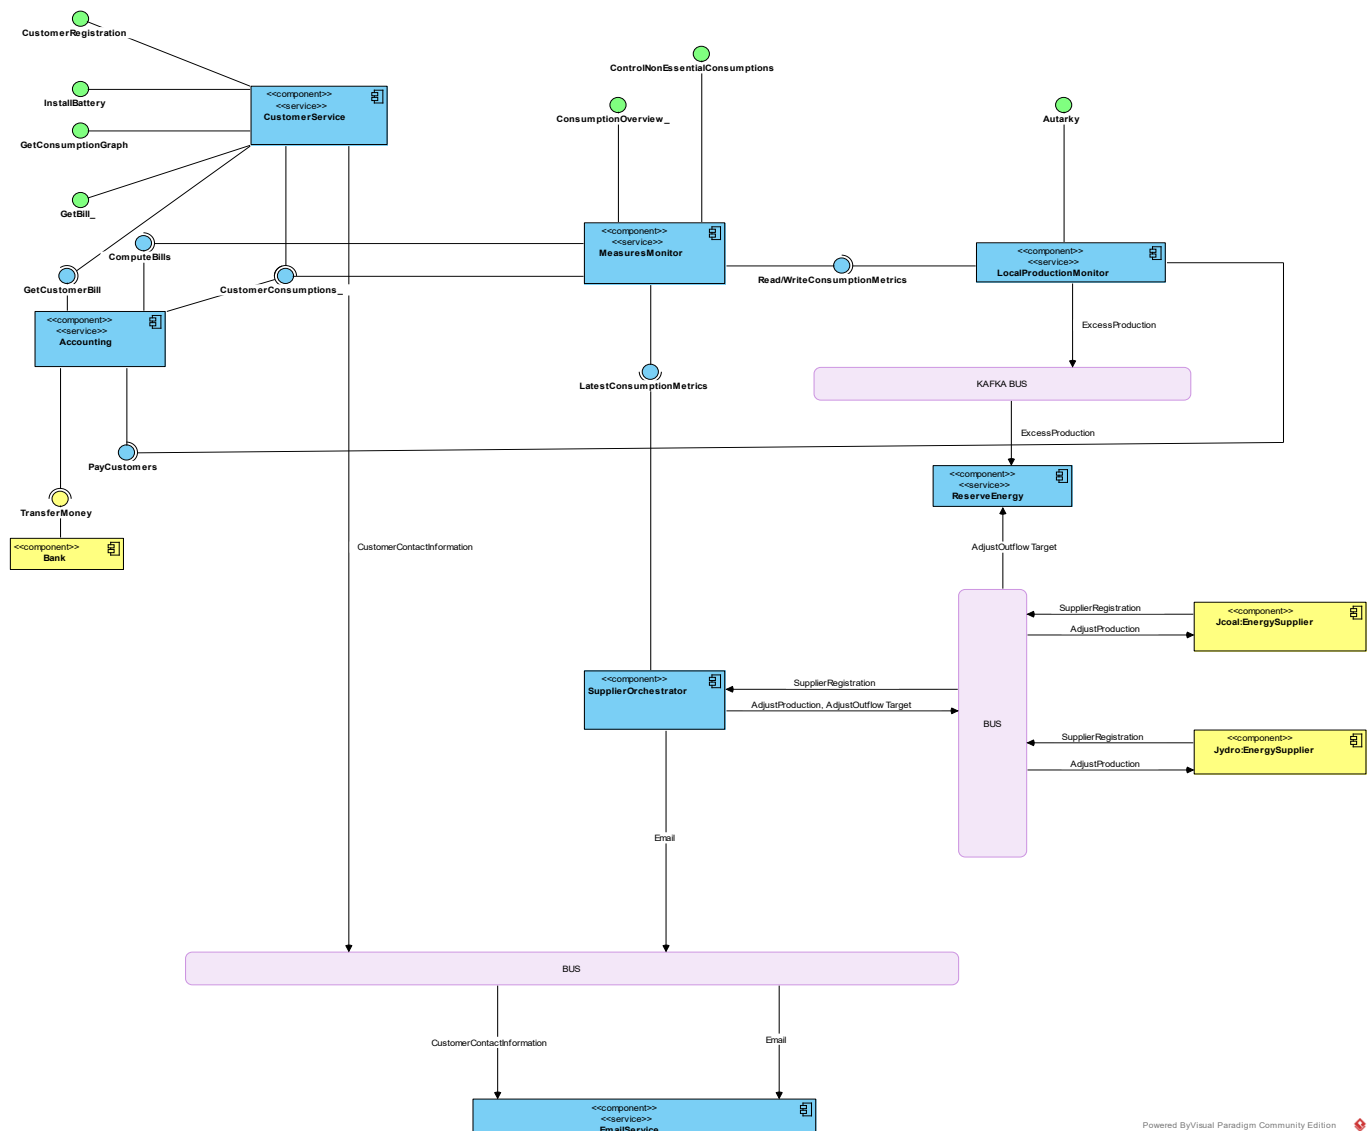 CustomerRegistration
ControlNonEssentialConsumptions
<<component>>
<<service>>
CustomerService
InstallBattery
ConsumptionOverview_
Autarky
GetConsumptionGraph
GetBill_
<<component>>
<<service>>
MeasuresMonitor
ComputeBills
<<component>>
<<service>>
LocalProductionMonitor
GetCustomerBill
CustomerConsumptions_
Read/WriteConsumptionMetrics
<<component>>
<<service>>
Accounting
ExcessProduction
LatestConsumptionMetrics
KAFKA BUS
ExcessProduction
PayCustomers
<<component>>
<<service>>
ReserveEnergy
TransferMoney
<<component>>
Bank
CustomerContactInformation
AdjustOutflow Target
SupplierRegistration
<<component>>
Jcoal:EnergySupplier
AdjustProduction
<<component>>
SupplierOrchestrator
SupplierRegistration
AdjustProduction, AdjustOutflow Target
BUS
SupplierRegistration
<<component>>
Jydro:EnergySupplier
AdjustProduction
Email
BUS
CustomerContactInformation
Email
<<component>>
<<service>>
EmailService
Powered ByVisual Paradigm Community Edition